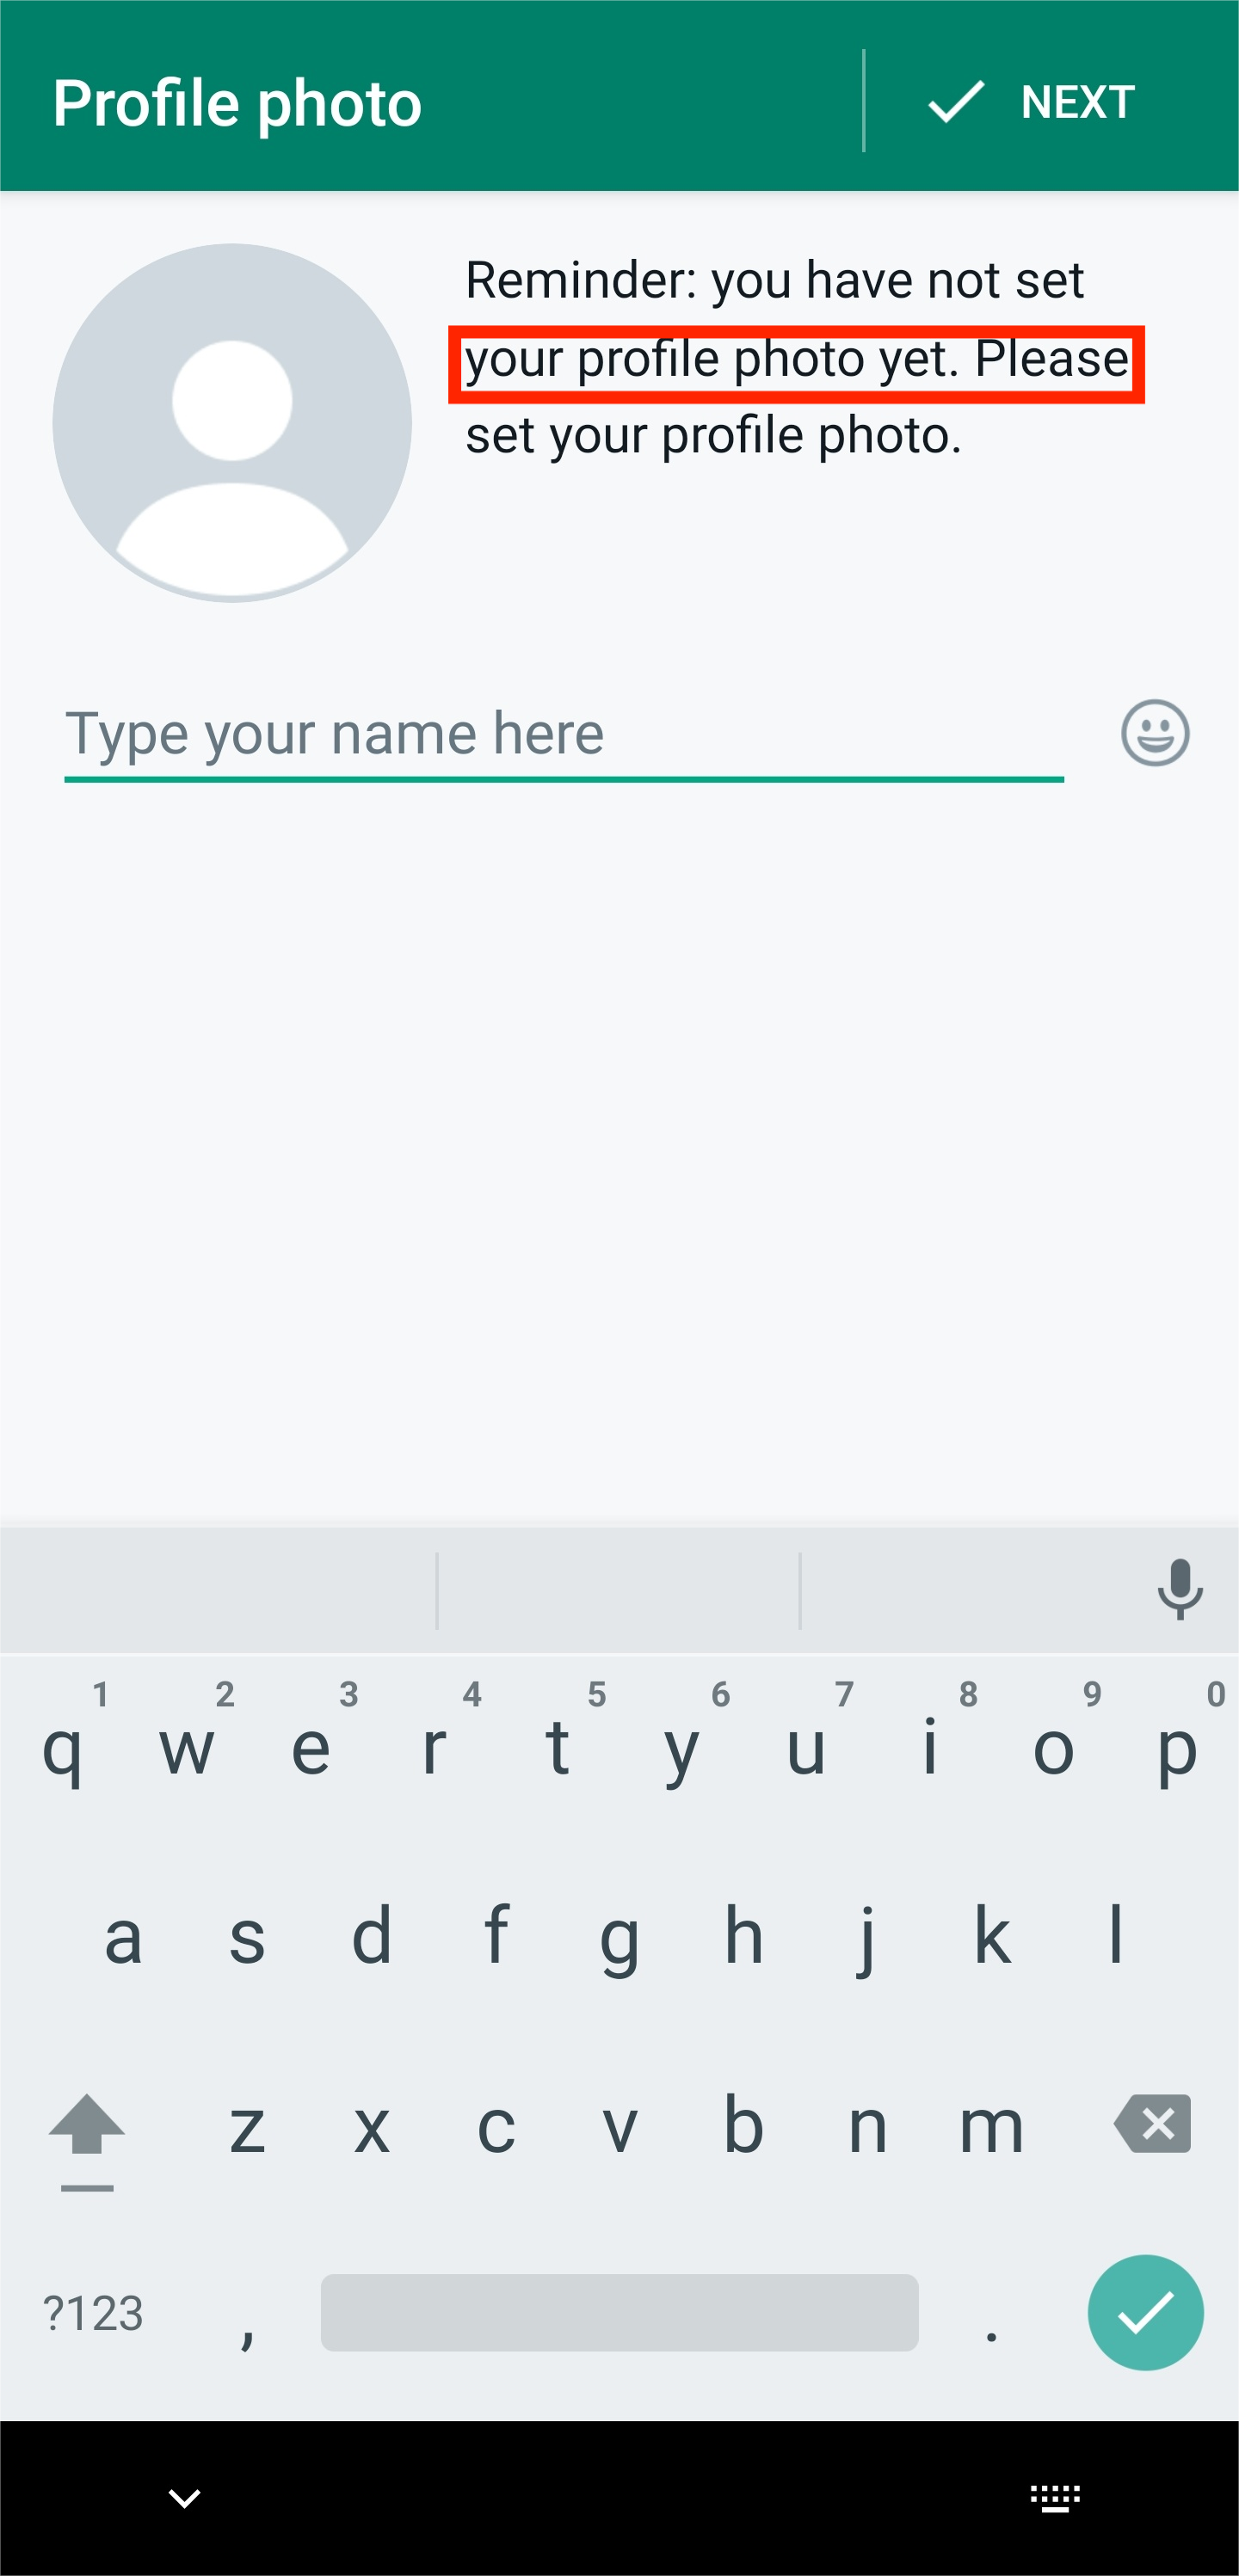 Profile photo
NEXT
Reminder: you have not set
your profile photo yet. Please
set your profile photo.
Type your name here
1 2 3 4 5 6 7 8 9 0
q w e r t y u i o p
a s d f g h j k l
z x c v b n m
?123 , .